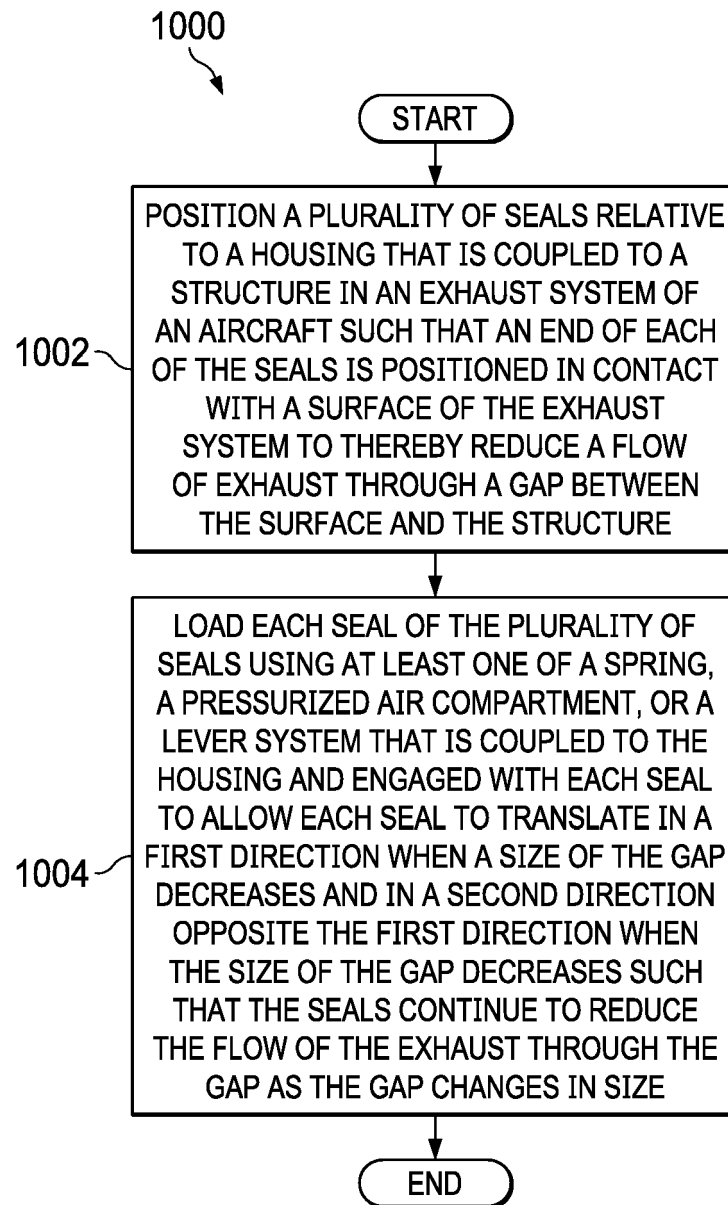 1000
START
POSITION A PLURALITY OF SEALS RELATIVE
TO A HOUSING THAT IS COUPLED TO A
STRUCTURE IN AN EXHAUST SYSTEM OF
AN AIRCRAFT SUCH THAT AN END OF EACH
OF THE SEALS IS POSITIONED IN CONTACT
WITH A SURFACE OF THE EXHAUST
SYSTEM TO THEREBY REDUCE A FLOW
OF EXHAUST THROUGH A GAP BETWEEN
THE SURFACE AND THE STRUCTURE
1002
LOAD EACH SEAL OF THE PLURALITY OF
SEALS USING AT LEAST ONE OF A SPRING,
A PRESSURIZED AIR COMPARTMENT, OR A
LEVER SYSTEM THAT IS COUPLED TO THE
HOUSING AND ENGAGED WITH EACH SEAL
TO ALLOW EACH SEAL TO TRANSLATE IN A
FIRST DIRECTION WHEN A SIZE OF THE GAP
DECREASES AND IN A SECOND DIRECTION
OPPOSITE THE FIRST DIRECTION WHEN
THE SIZE OF THE GAP DECREASES SUCH
THAT THE SEALS CONTINUE TO REDUCE
THE FLOW OF THE EXHAUST THROUGH THE
GAP AS THE GAP CHANGES IN SIZE
1004
END